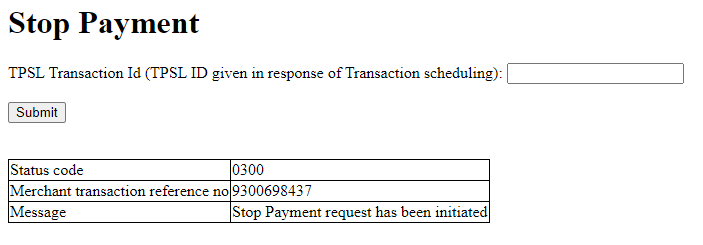 Stop Payment
TPSL Transaction Id (TPSL ID given in response of Transaction scheduling):
Submit
Status code 0300
Merchant transaction reference no 9300698437
Message Stop Payment request has been initiated